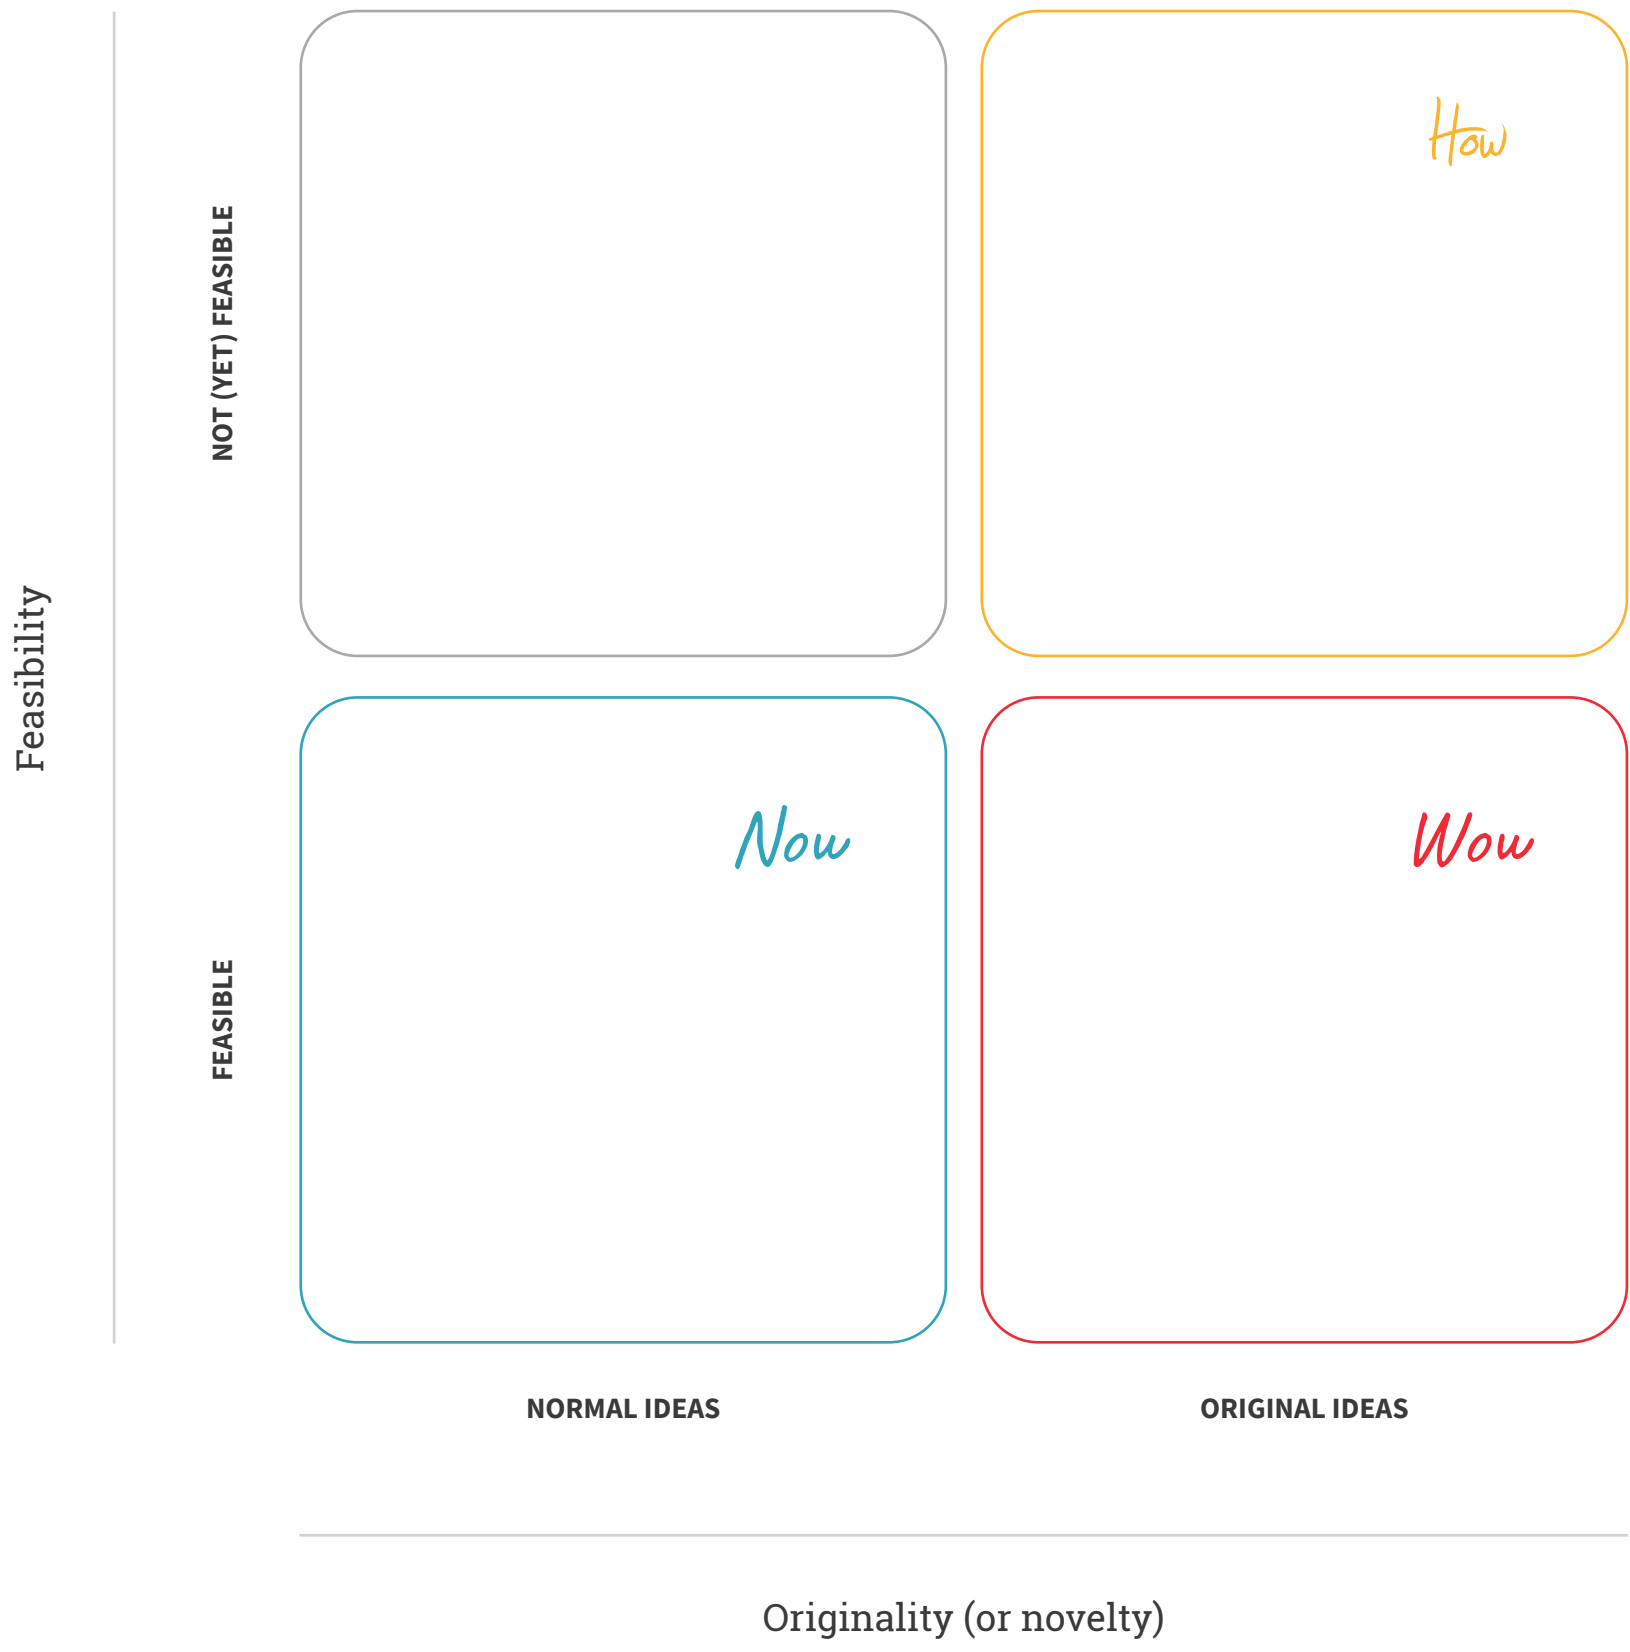 How
NOT (YET) FEASIBLE
Feasibility
Now
Wow
FEASIBLE
NORMAL IDEAS
ORIGINAL IDEAS
Originality (or novelty)